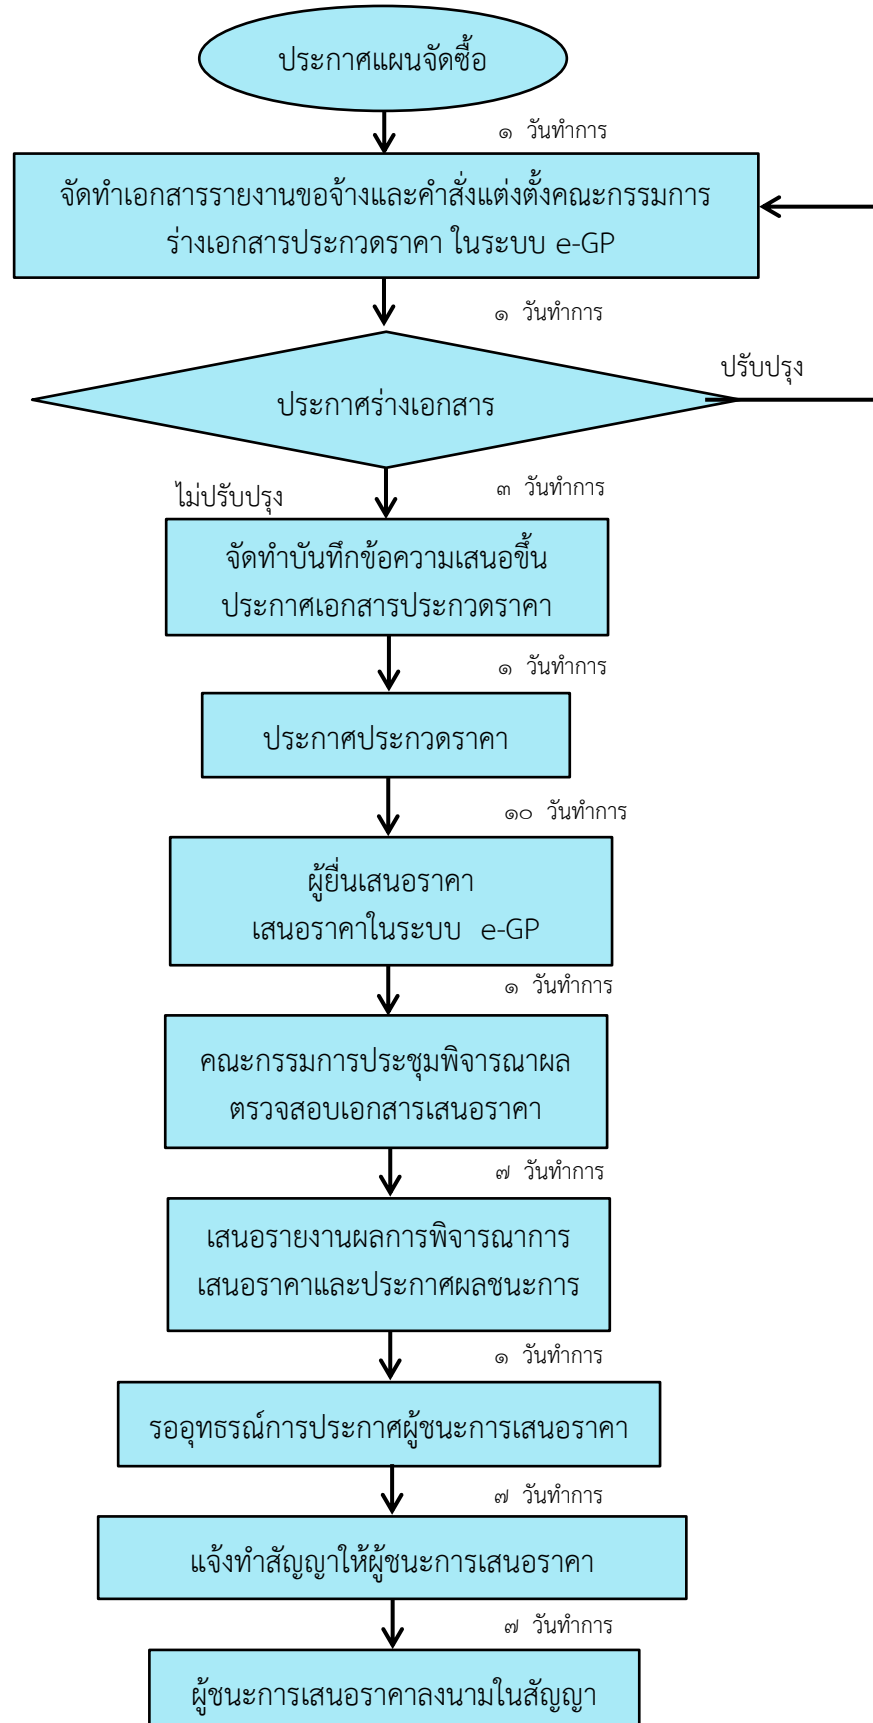 ประกาศแผนจัดซื้อ
๑ วันทำการ
จัดทำเอกสารรายงานขอจ้างและคำสั่งแต่งตั้งคณะกรรมการ
ร่างเอกสารประกวดราคา ในระบบ e-GP
๑ วันทำการ
ปรับปรุง
ประกาศร่างเอกสาร
ไม่ปรับปรุง
๓ วันทำการ
จัดทำบันทึกข้อความเสนอขึ้น
ประกาศเอกสารประกวดราคา
๑ วันทำการ
ประกาศประกวดราคา
๑๐ วันทำการ
ผู้ยื่นเสนอราคา
เสนอราคาในระบบ e-GP
๑ วันทำการ
คณะกรรมการประชุมพิจารณาผล
ตรวจสอบเอกสารเสนอราคา
๗ วันทำการ
เสนอรายงานผลการพิจารณาการ
เสนอราคาและประกาศผลชนะการ
๑ วันทำการ
รออุทธรณ์การประกาศผู้ชนะการเสนอราคา
๗ วันทำการ
แจ้งทำสัญญาให้ผู้ชนะการเสนอราคา
๗ วันทำการ
ผู้ชนะการเสนอราคาลงนามในสัญญา